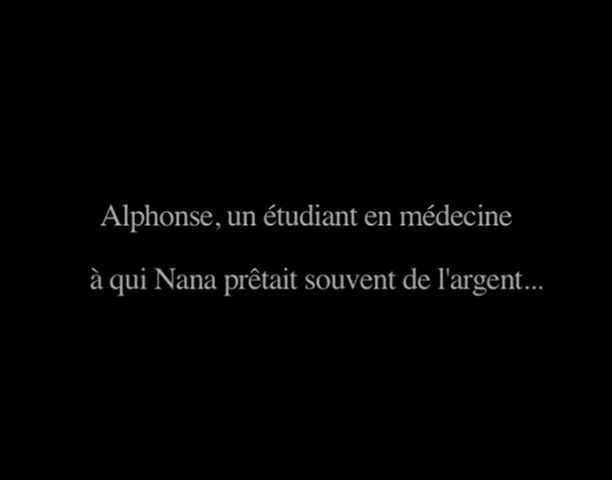 Alphonse, un étudiant en médecine
à qui Nana prêtait souvent de l'argent...